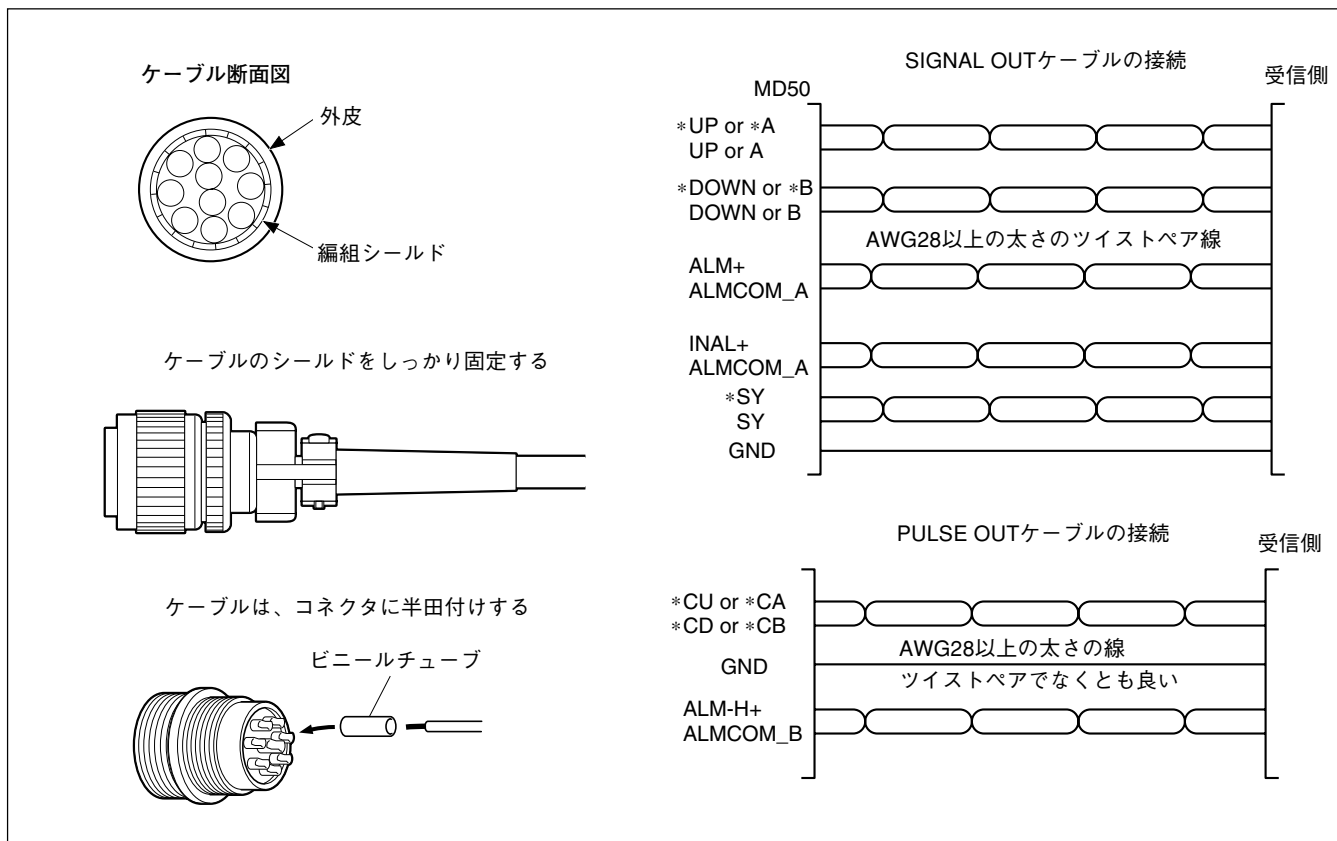 ケーブル断面図
外皮
編組シールド
ケーブルのシールドをしっかり固定する
ケーブルは、コネクタに半田付けする
ビニールチューブ
SIGNAL OUTケーブルの接続
MD50
受信側
*UP or *A
UP or A
*DOWN or *B
DOWN or B
AWG28以上の太さのツイストペア線
ALM+
ALMCOM_A
INAL+
ALMCOM_A
*SY
SY
GND
PULSE OUTケーブルの接続
受信側
*CU or *CA
*CD or *CB
AWG28以上の太さの線
GND
ツイストペアでなくとも良い
ALM-H+
ALMCOM_B